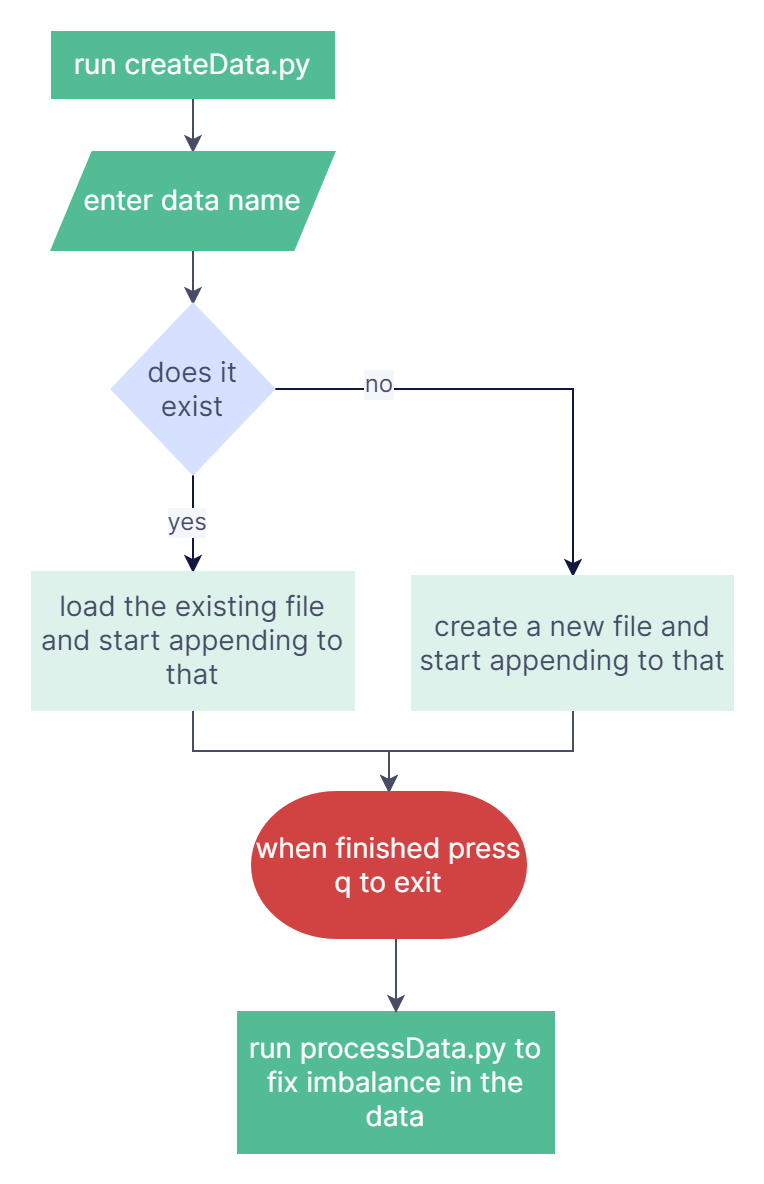 run createData.py
enter data name
does it
exist
no
yes
load the existing file
and start appending to
that
create a new file and
start appending to that
when finished press
q to exit
run processData.py to
fix imbalance in the
data